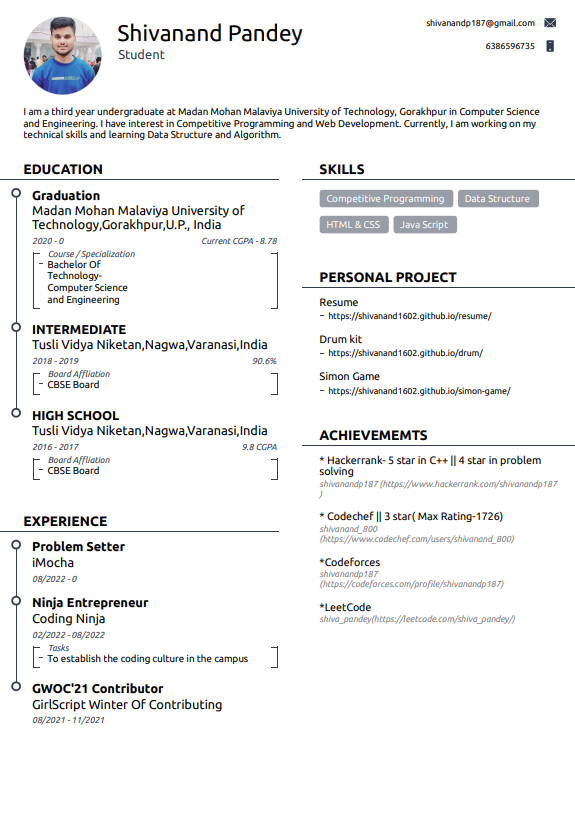 Shivanand Pandey
Student
shivanandp187@gmail.com
6386596735
I am a third year undergraduate at Madan Mohan Malaviya University of Technology, Gorakhpur in Computer Science
and Engineering. I have interest in Competitive Programming and Web Development. Currently, I am working on my
technical skills and learning Data Structure and Algorithm.
EDUCATION
Graduation
Madan Mohan Malaviya University of
Technology,Gorakhpur,U.P., India
2020 - 0 Current CGPA - 8.78
Course / Specialization
- Bachelor Of
Technology-
Computer Science
and Engineering
INTERMEDIATE
Tusli Vidya Niketan,Nagwa,Varanasi,India
2018 - 2019 90.6%
Board Affliation
- CBSE Board
HIGH SCHOOL
Tusli Vidya Niketan,Nagwa,Varanasi,India
2016 - 2017 9.8 CGPA
Board Affliation
- CBSE Board
EXPERIENCE
Problem Setter
iMocha
08/2022 - 0
Ninja Entrepreneur
Coding Ninja
02/2022 - 08/2022
Tasks
- To establish the coding culture in the campus
GWOC'21 Contributor
GirlScript Winter Of Contributing
08/2021 - 11/2021
SKILLS
Competitive Programming Data Structure
HTML & CSS Java Script
PERSONAL PROJECT
Resume
- https://shivanand1602.github.io/resume/
Drum kit
- https://shivanand1602.github.io/drum/
Simon Game
- https://shivanand1602.github.io/simon-game/
ACHIEVEMEMTS
* Hackerrank- 5 star in C++ || 4 star in problem
solving
shivanandp187 (https://www.hackerrank.com/shivanandp187
)
* Codechef || 3 star( Max Rating-1726)
shivanand_800
(https://www.codechef.com/users/shivanand_800)
*Codeforces
shivanandp187
(https://codeforces.com/profile/shivanandp187)
*LeetCode
shiva_pandey(https://leetcode.com/shiva_pandey/)